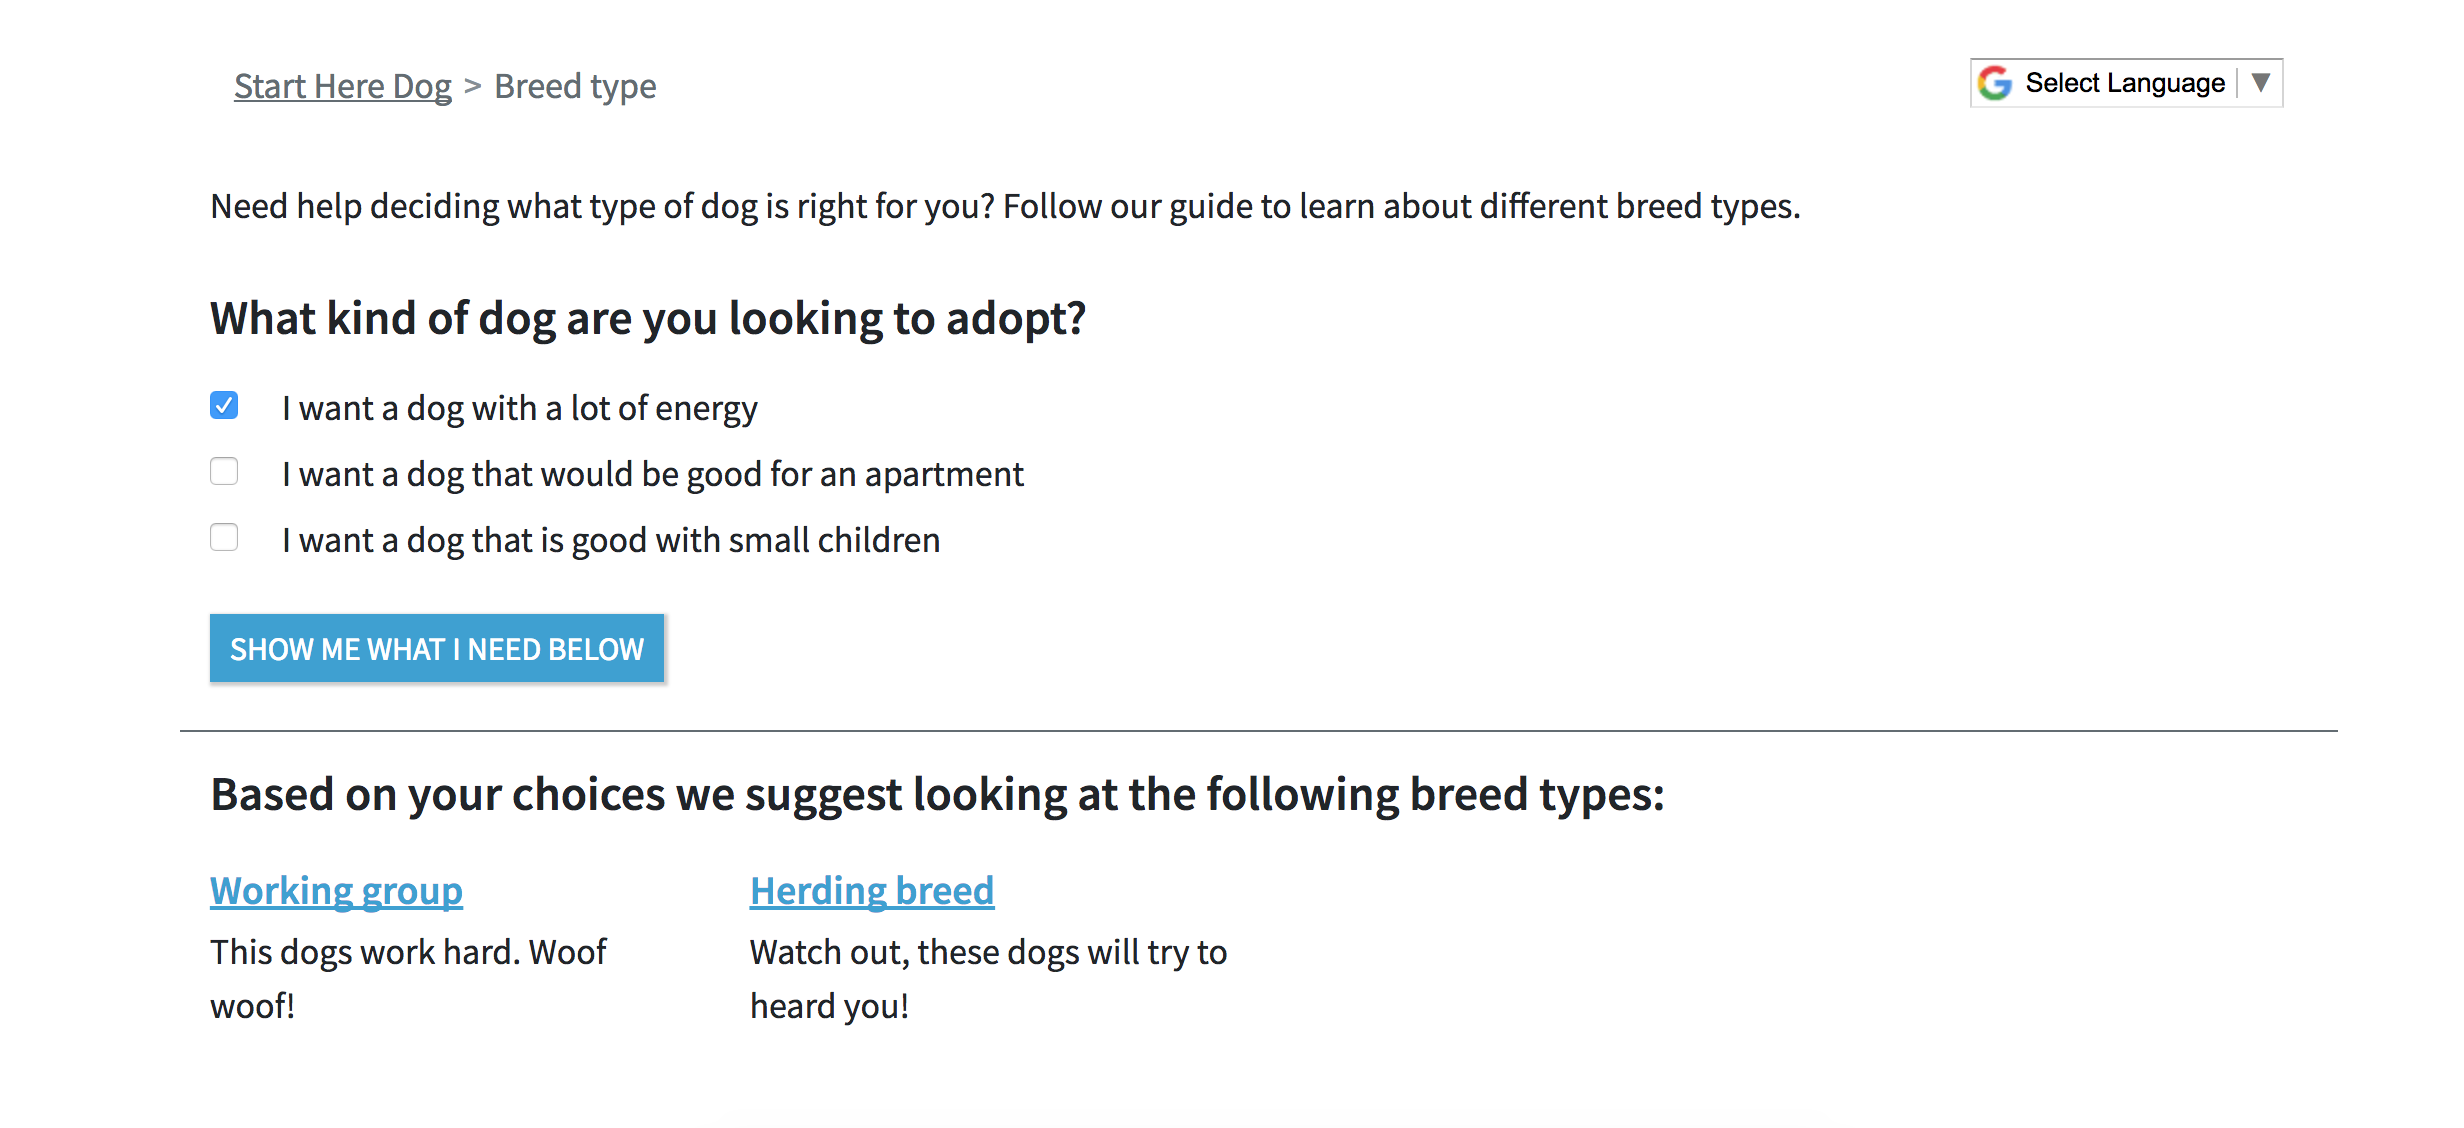 Start Here Dog > Breed type
Select Language ▼
Need help deciding what type of dog is right for you? Follow our guide to learn about different breed types.
What kind of dog are you looking to adopt?
I want a dog with a lot of energy
I want a dog that would be good for an apartment
I want a dog that is good with small children
SHOW ME WHAT I NEED BELOW
Based on your choices we suggest looking at the following breed types:
Working group
This dogs work hard. Woof
woof!
Herding breed
Watch out, these dogs will try to
heard you!